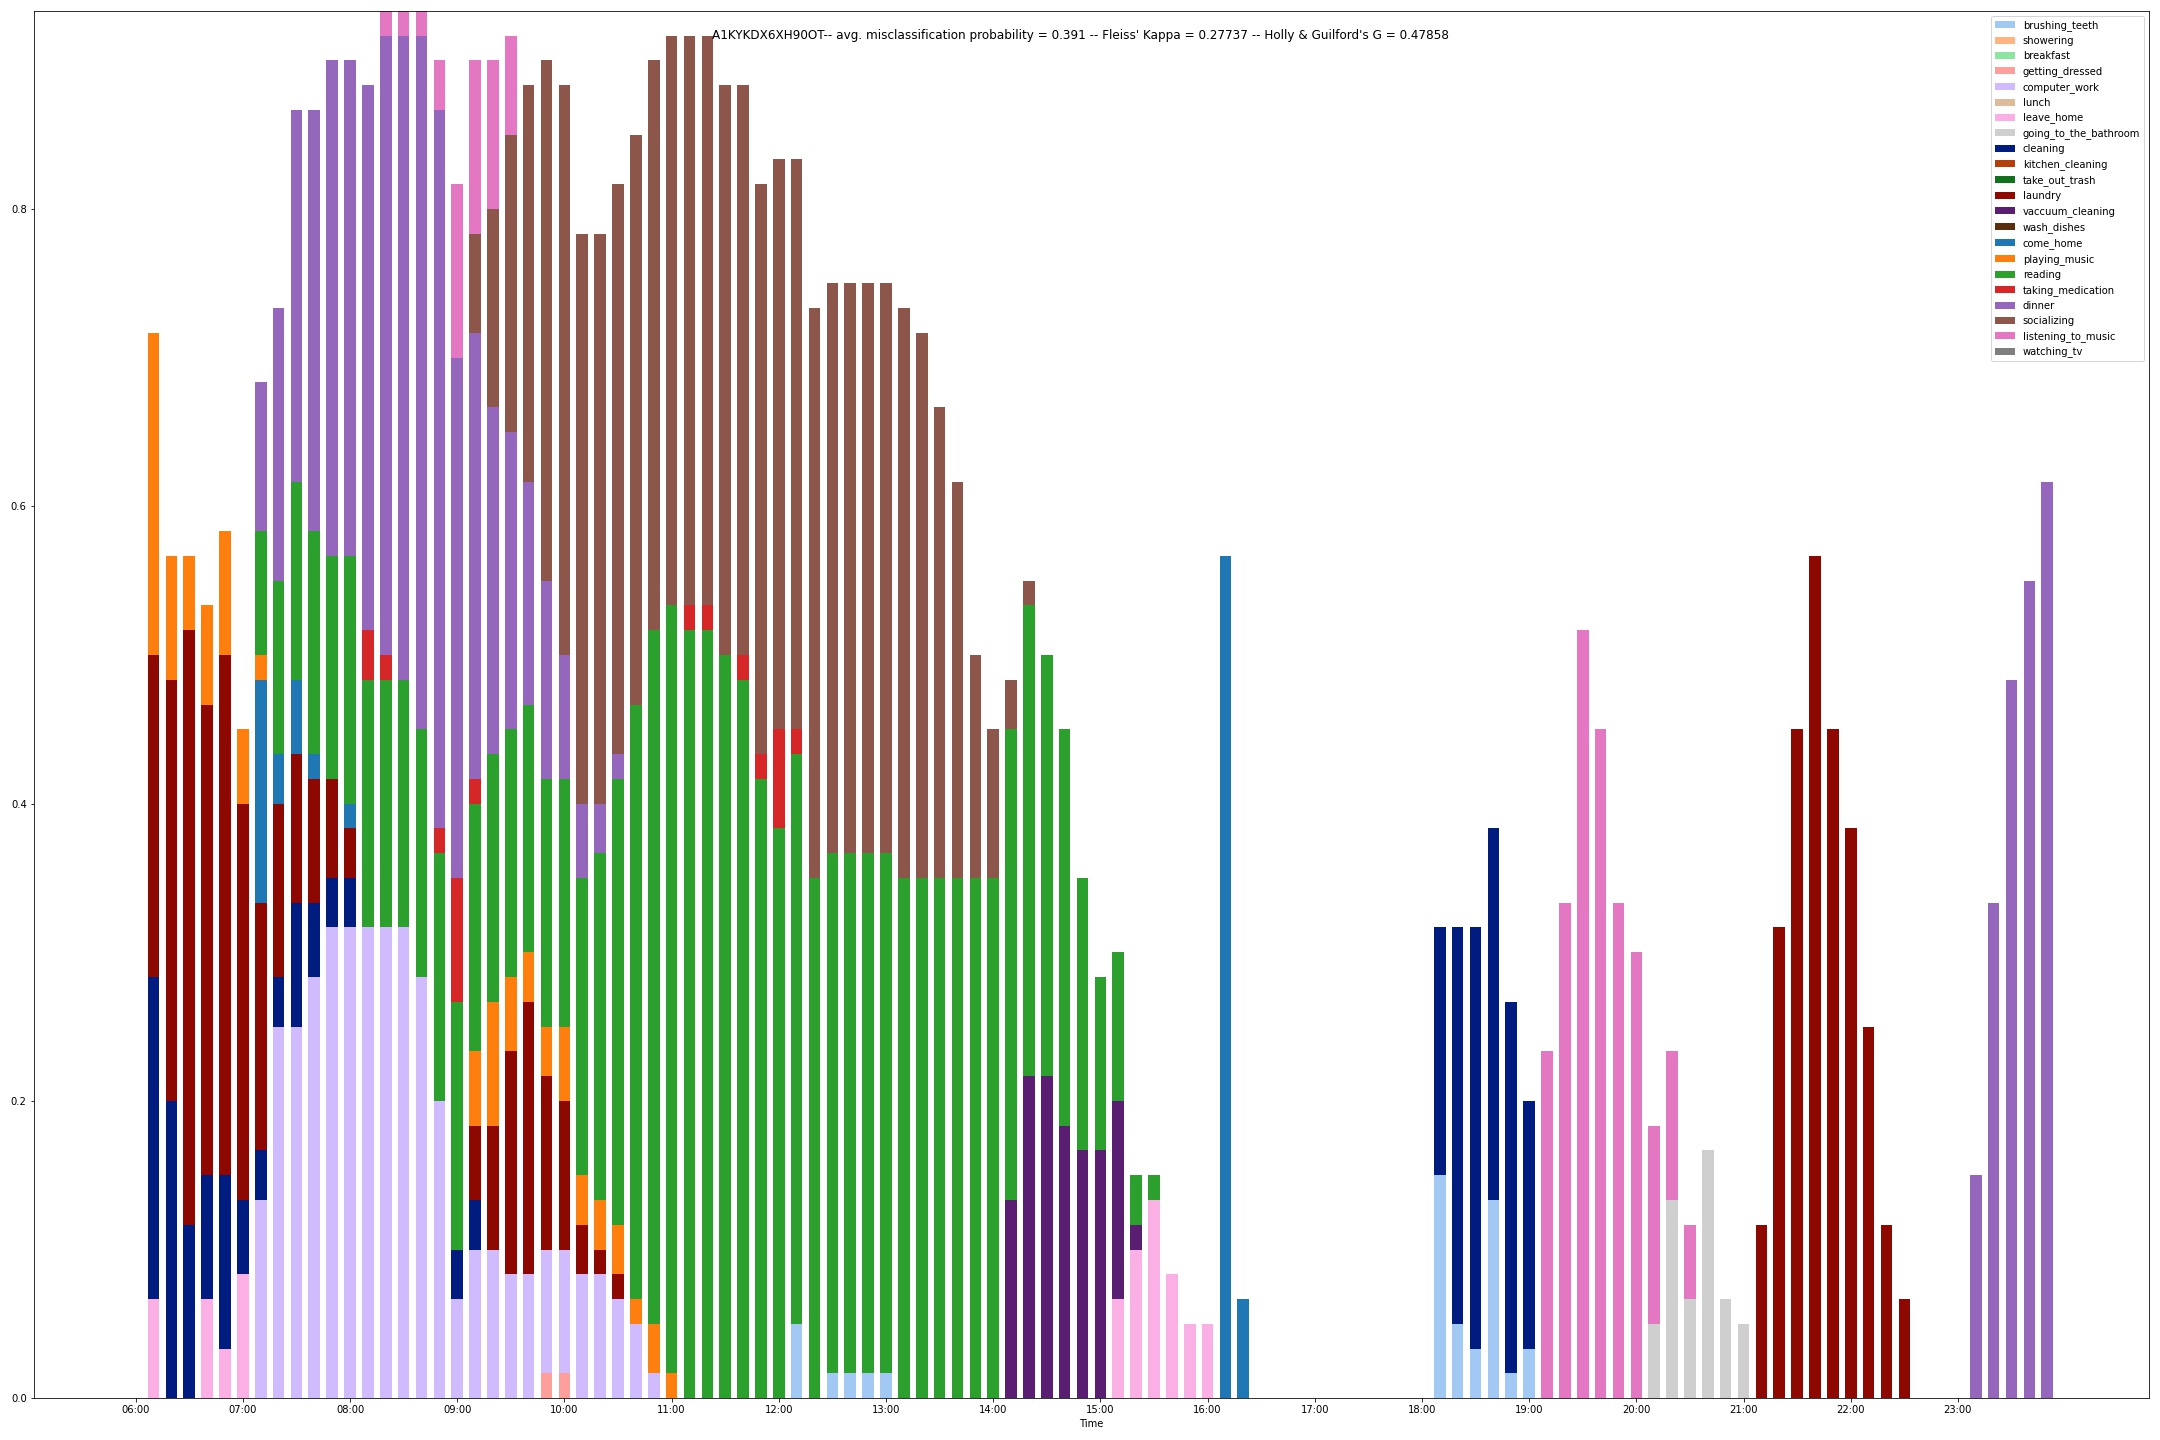 A1KYKDX6XH90OT-- avg. misclassification probability = 0.391 -- Fleiss' Kappa = 0.27737 -- Holly & Guilford's G = 0.47858
brushing_teeth
showering
breakfast
getting_dressed
computer_work
lunch
leave_home
going_to_the_bathroom
cleaning
kitchen_cleaning
take_out_trash
laundry
vaccuum_cleaning
wash_dishes
come_home
playing_music
reading
taking_medication
dinner
socializing
listening_to_music
watching_tv
0.8
0.6
0.4
0.2
0.0
06:00 07:00 08:00 09:00 10:00 11:00 12:00 13:00 14:00 15:00 16:00 17:00 18:00 19:00 20:00 21:00 22:00 23:00
Time